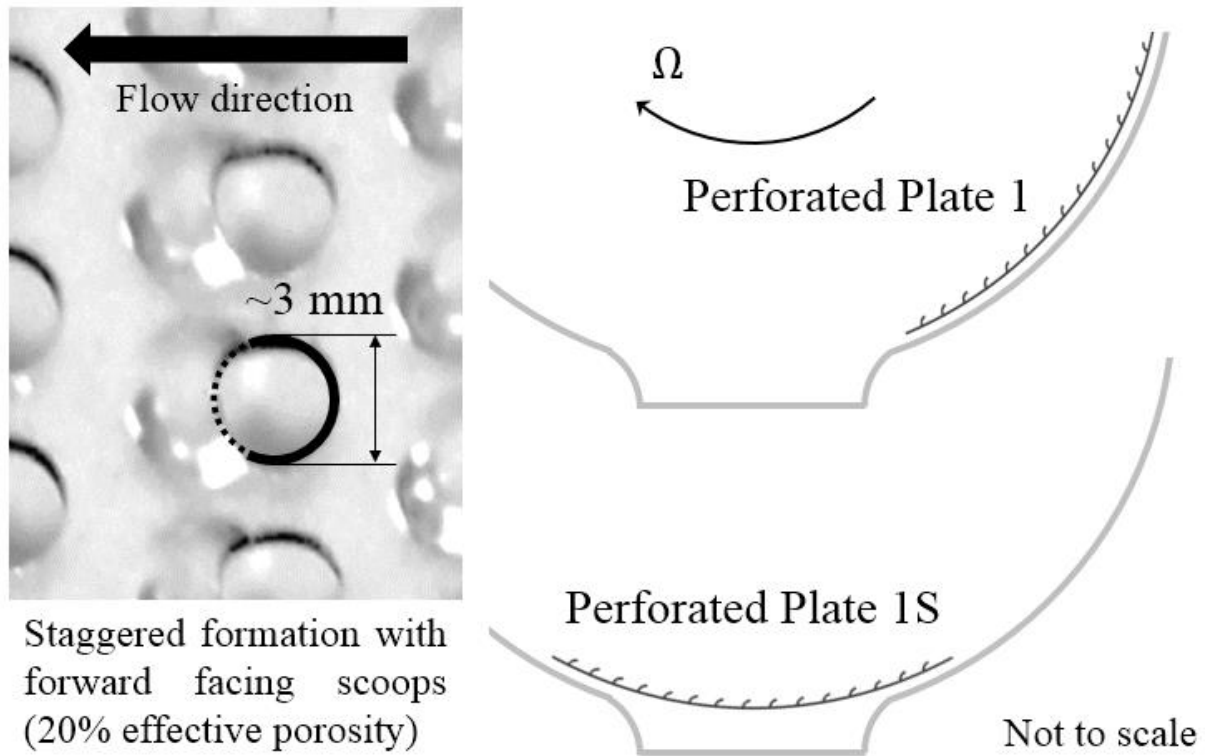 Flow direction
~3 mm
Staggered formation with
forward facing scoops
(20% effective porosity)
Ω
Perforated Plate 1
Perforated Plate 1S
Not to scale